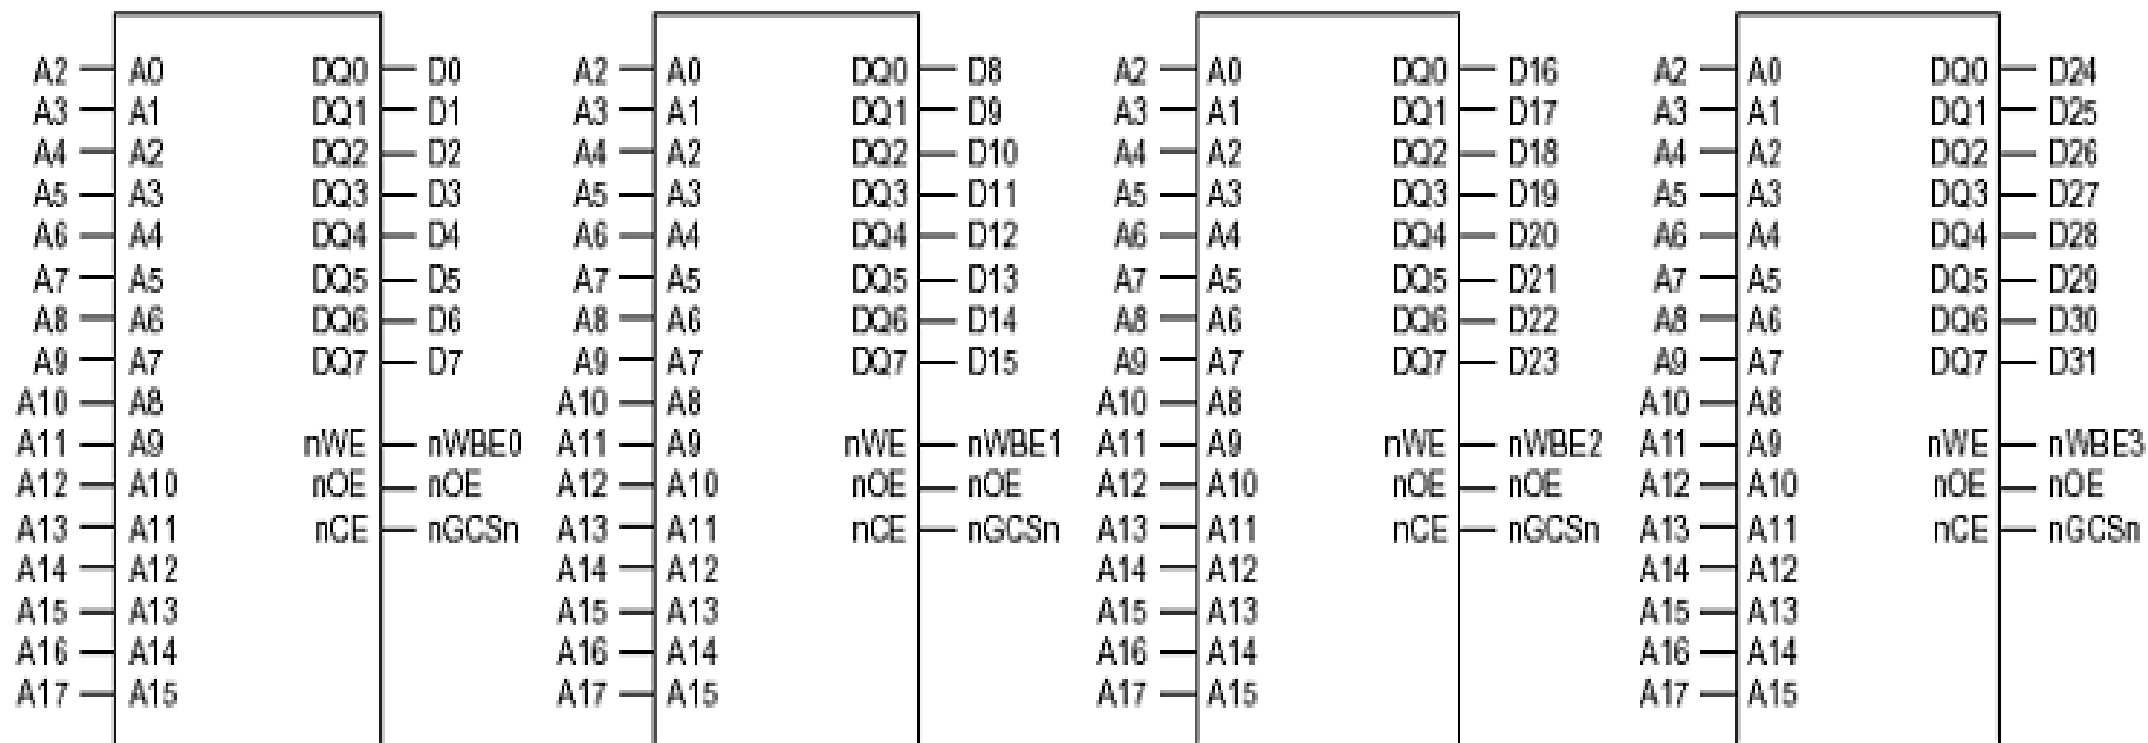 A2 A0 DQ0 D0 A2 A0 DQ0 D8 A2 A0 DQ0 D16 A2 A0 DQ0 D24
A3 A1 DQ1 D1 A3 A1 DQ1 D9 A3 A1 DQ1 D17 A3 A1 DQ1 D25
A4 A2 DQ2 D2 A4 A2 DQ2 D10 A4 A2 DQ2 D18 A4 A2 DQ2 D26
A5 A3 DQ3 D3 A5 A3 DQ3 D11 A5 A3 DQ3 D19 A5 A3 DQ3 D27
A6 A4 DQ4 D4 A6 A4 DQ4 D12 A6 A4 DQ4 D20 A6 A4 DQ4 D28
A7 A5 DQ5 D5 A7 A5 DQ5 D13 A7 A5 DQ5 D21 A7 A5 DQ5 D29
A8 A6 DQ6 D6 A8 A6 DQ6 D14 A8 A6 DQ6 D22 A8 A6 DQ6 D30
A9 A7 DQ7 D7 A9 A7 DQ7 D15 A9 A7 DQ7 D23 A9 A7 DQ7 D31
A10 A8 A10 A8 A10 A8 A10 A8
A11 A9 nWE nWBE0 A11 A9 nWE nWBE1 A11 A9 nWE nWBE2 A11 A9 nWE nWBE3
A12 A10 nOE nOE A12 A10 nOE nOE A12 A10 nOE nOE A12 A10 nOE nOE
A13 A11 nCE nGCSn A13 A11 nCE nGCSn A13 A11 nCE nGCSn A13 A11 nCE nGCSn
A14 A12 A14 A12 A14 A12 A14 A12
A15 A13 A15 A13 A15 A13 A15 A13
A16 A14 A16 A14 A16 A14 A16 A14
A17 A15 A17 A15 A17 A15 A17 A15